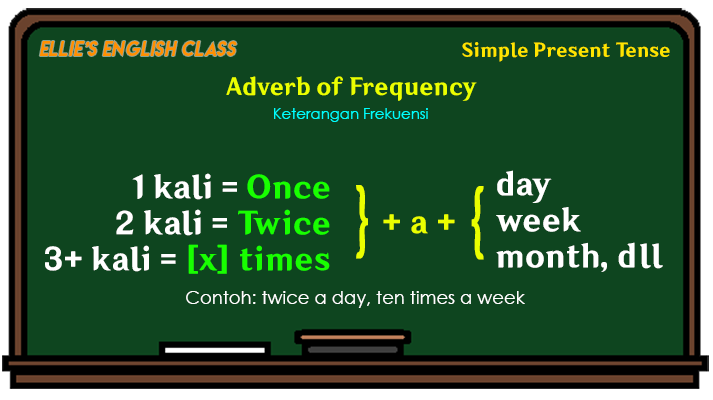 ELLIE'S ENGLISH CLASS
Simple Present Tense
Adverb of Frequency
Keterangan Frekuensi
1 kali = Once
2 kali = Twice
3+ kali = [x] times
} + a + {
day
week
month, dll
Contoh: twice a day, ten times a week